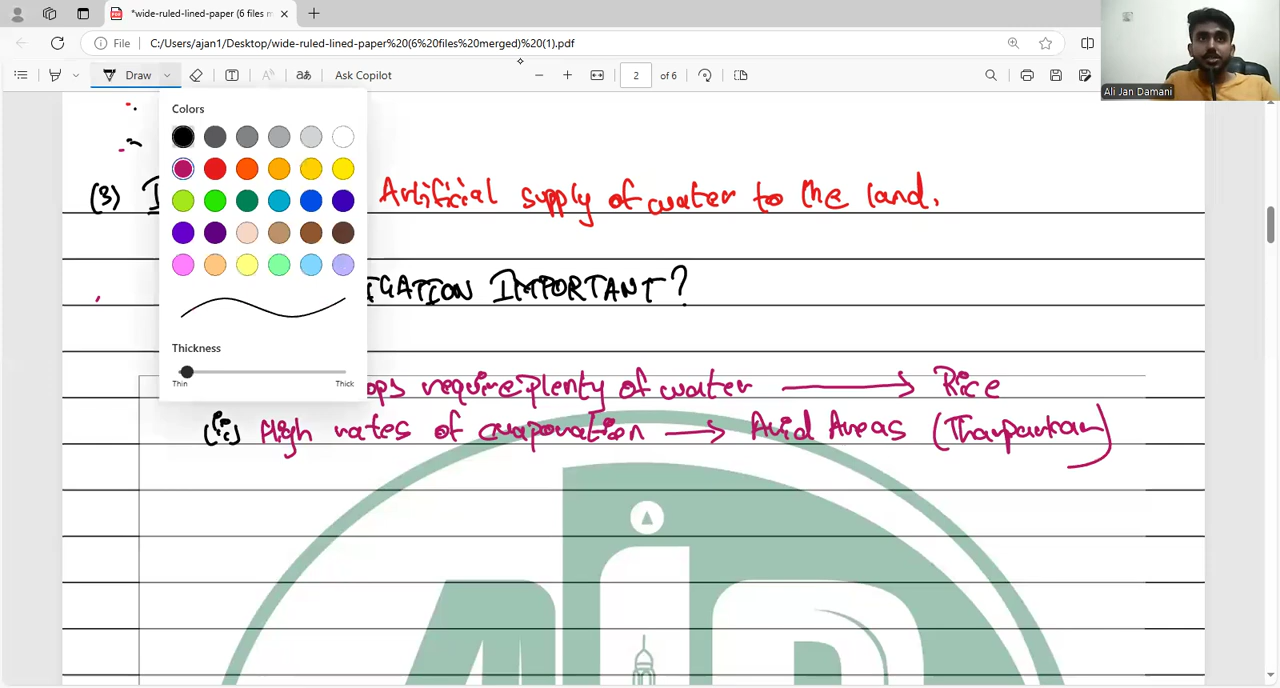 *wide-ruled-lined-paper (6 files m
File C:/Users/ajan1/Desktop/wide-ruled-lined-paper%20(6%20files%20merged)%20(1).pdf
Draw Ask Copilot 2 of 6
Ali Jan Damani
Colors
(3) I Artificial supply of water to the land.
IGATION IMPORTANT?
Thickness
Thin Thick
ops require plenty of water → Rice
(ii) High rates of evaporation → Arid Areas (Tharparkar)